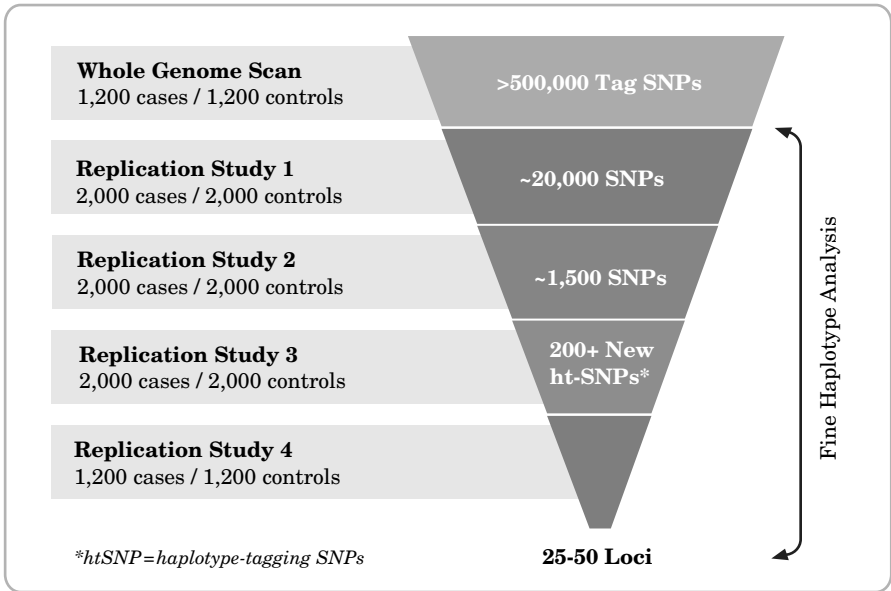 Whole Genome Scan
1,200 cases / 1,200 controls
>500,000 Tag SNPs
Replication Study 1
2,000 cases / 2,000 controls
~20,000 SNPs
Replication Study 2
2,000 cases / 2,000 controls
~1,500 SNPs
Replication Study 3
2,000 cases / 2,000 controls
200+ New
ht-SNPs*
Replication Study 4
1,200 cases / 1,200 controls
*htSNP=haplotype-tagging SNPs
25-50 Loci
Fine Haplotype Analysis